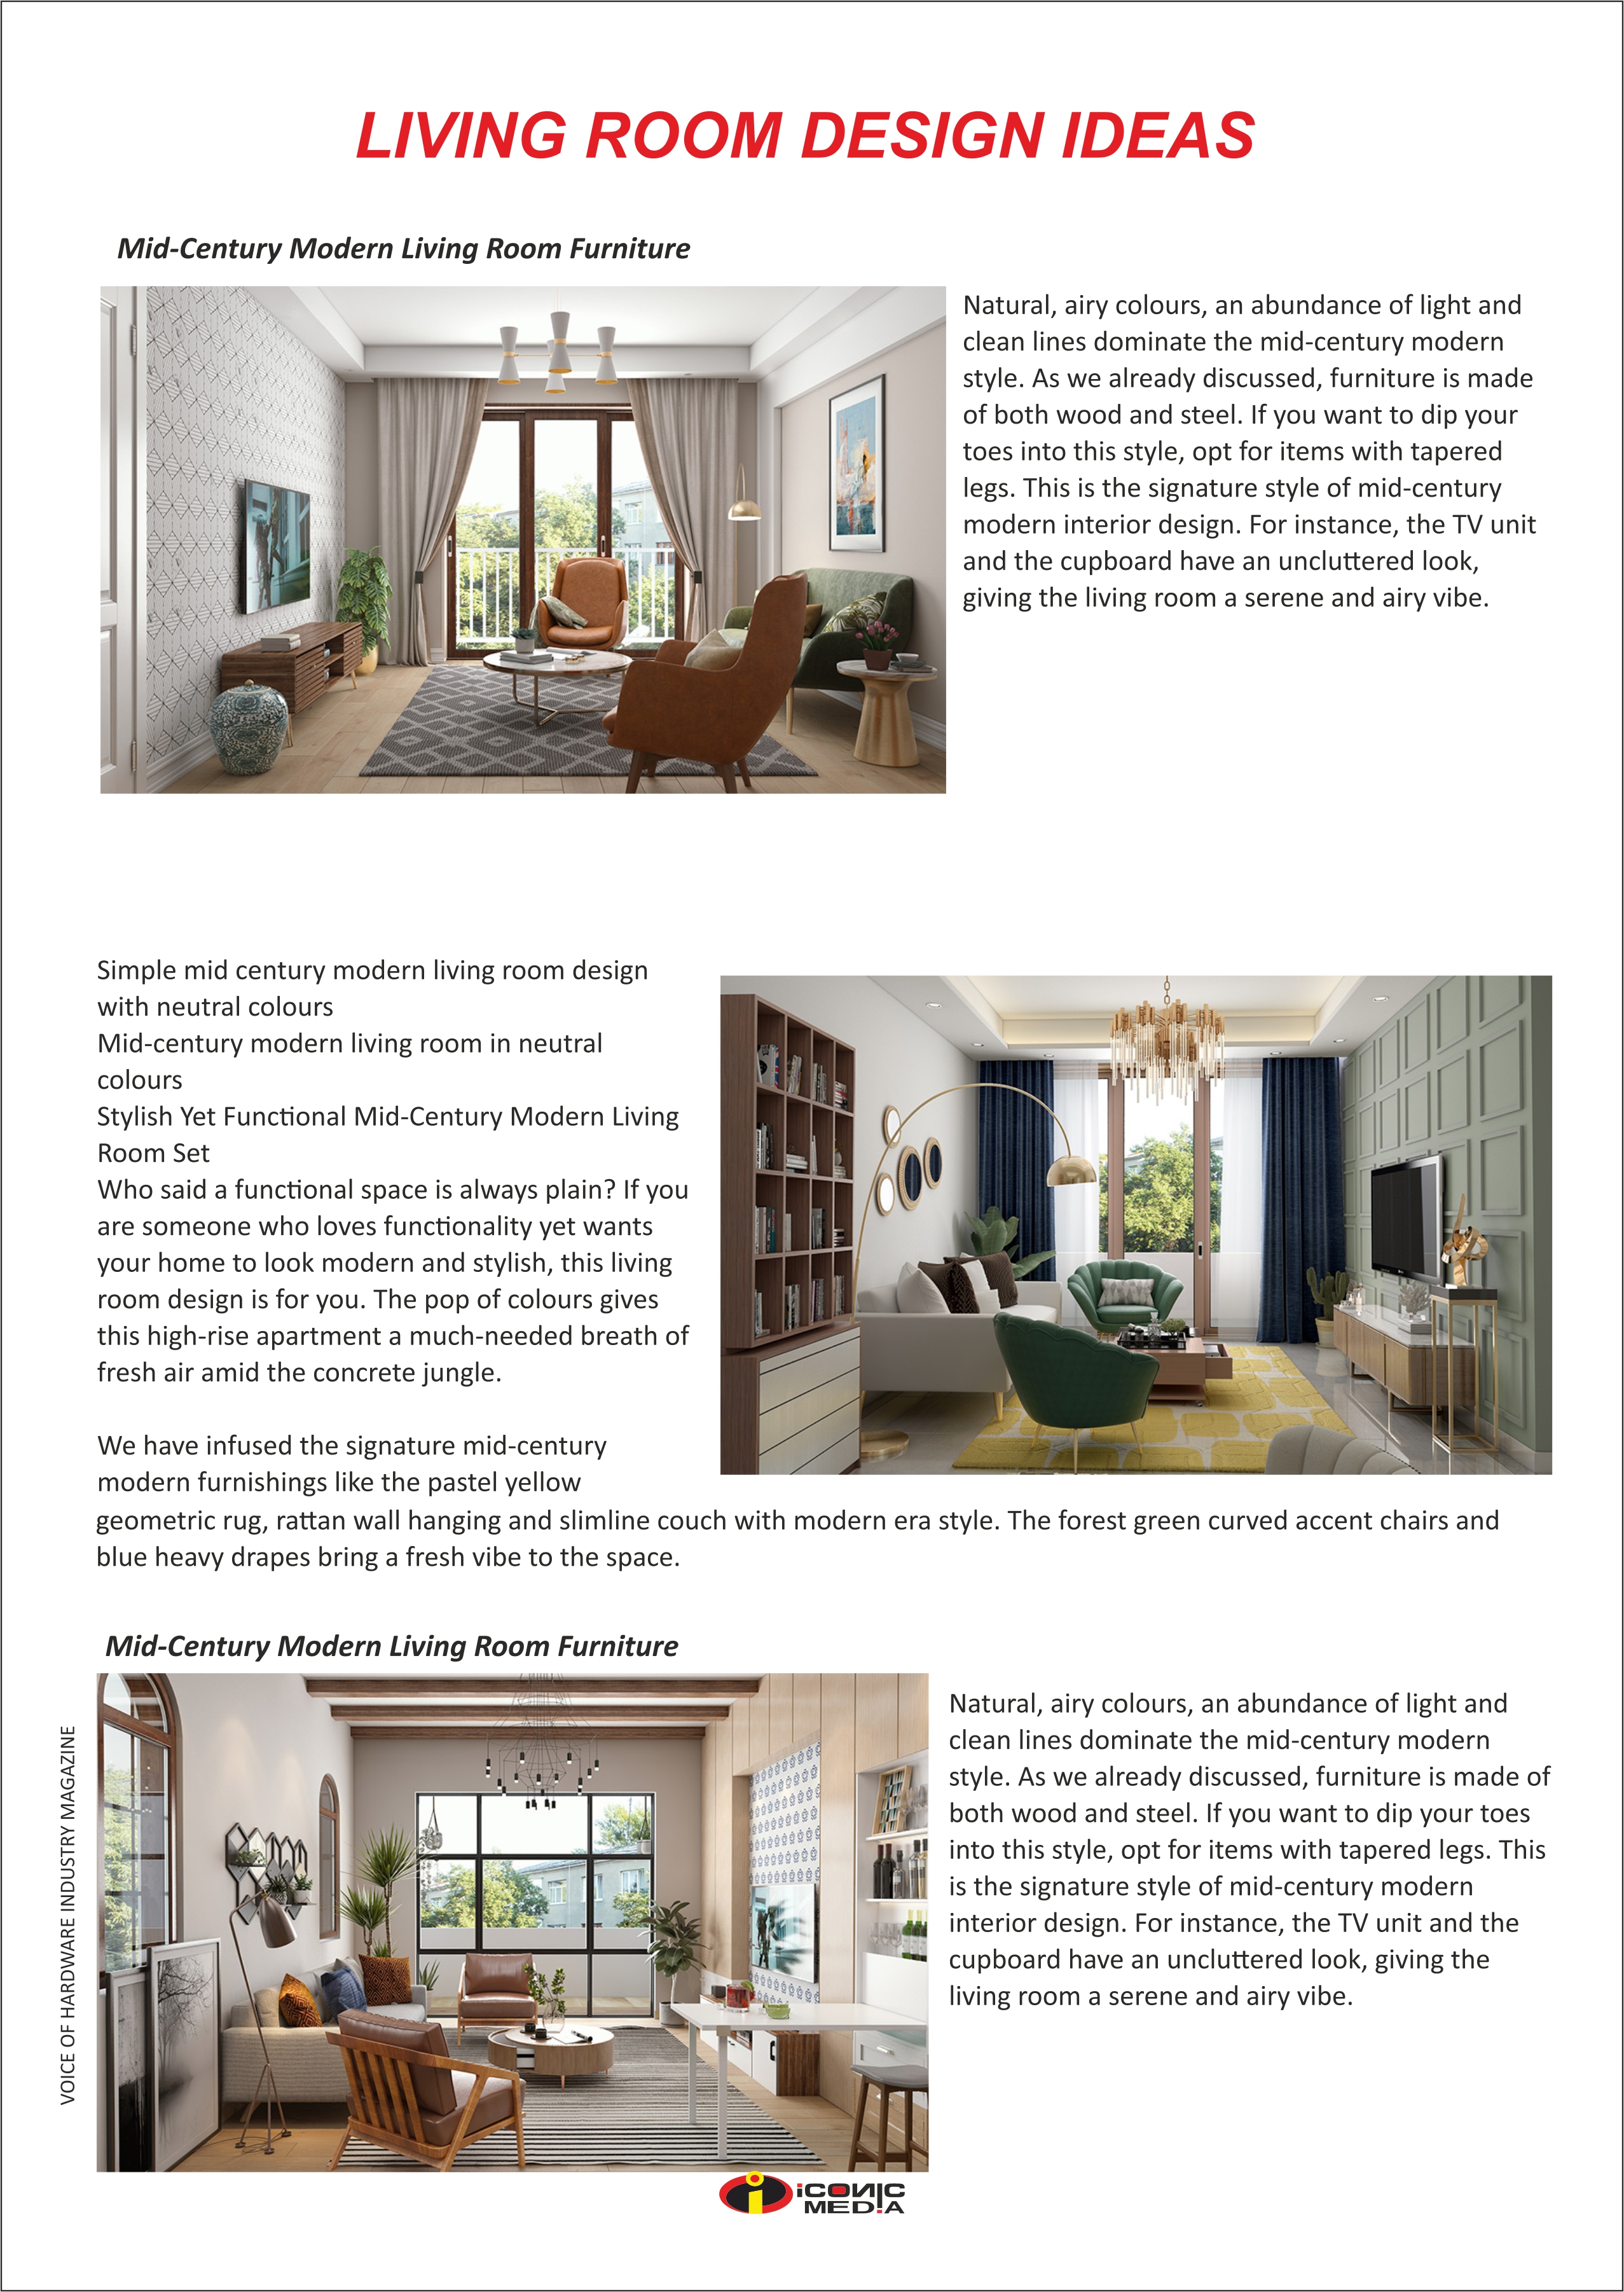 LIVING ROOM DESIGN IDEAS
Mid-Century Modern Living Room Furniture
Natural, airy colours, an abundance of light and
clean lines dominate the mid-century modern
style. As we already discussed, furniture is made
of both wood and steel. If you want to dip your
toes into this style, opt for items with tapered
legs. This is the signature style of mid-century
modern interior design. For instance, the TV unit
and the cupboard have an uncluttered look,
giving the living room a serene and airy vibe.
Simple mid century modern living room design
with neutral colours
Mid-century modern living room in neutral
colours
Stylish Yet Functional Mid-Century Modern Living
Room Set
Who said a functional space is always plain? If you
are someone who loves functionality yet wants
your home to look modern and stylish, this living
room design is for you. The pop of colours gives
this high-rise apartment a much-needed breath of
fresh air amid the concrete jungle.
We have infused the signature mid-century
modern furnishings like the pastel yellow
geometric rug, rattan wall hanging and slimline couch with modern era style. The forest green curved accent chairs and
blue heavy drapes bring a fresh vibe to the space.
Mid-Century Modern Living Room Furniture
Natural, airy colours, an abundance of light and
clean lines dominate the mid-century modern
style. As we already discussed, furniture is made of
both wood and steel. If you want to dip your toes
into this style, opt for items with tapered legs. This
is the signature style of mid-century modern
interior design. For instance, the TV unit and the
cupboard have an uncluttered look, giving the
living room a serene and airy vibe.
VOICE OF HARDWARE INDUSTRY MAGAZINE
iCONIC
MEDiA